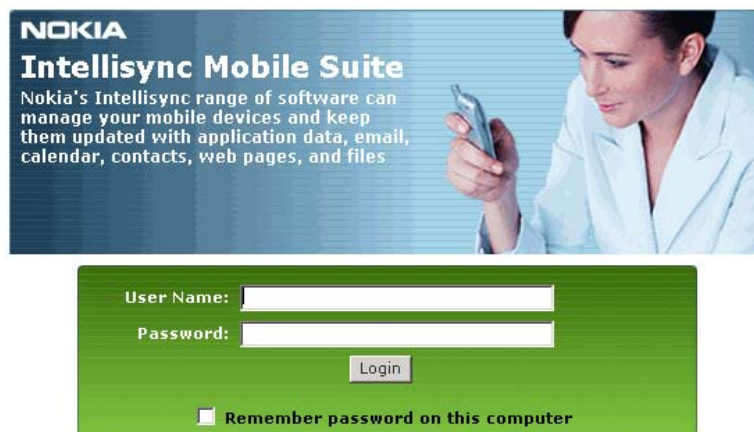 NOKIA
Intellisync Mobile Suite
Nokia's Intellisync range of software can
manage your mobile devices and keep
them updated with application data, email,
calendar, contacts, web pages, and files
User Name:
Password:
Login
Remember password on this computer